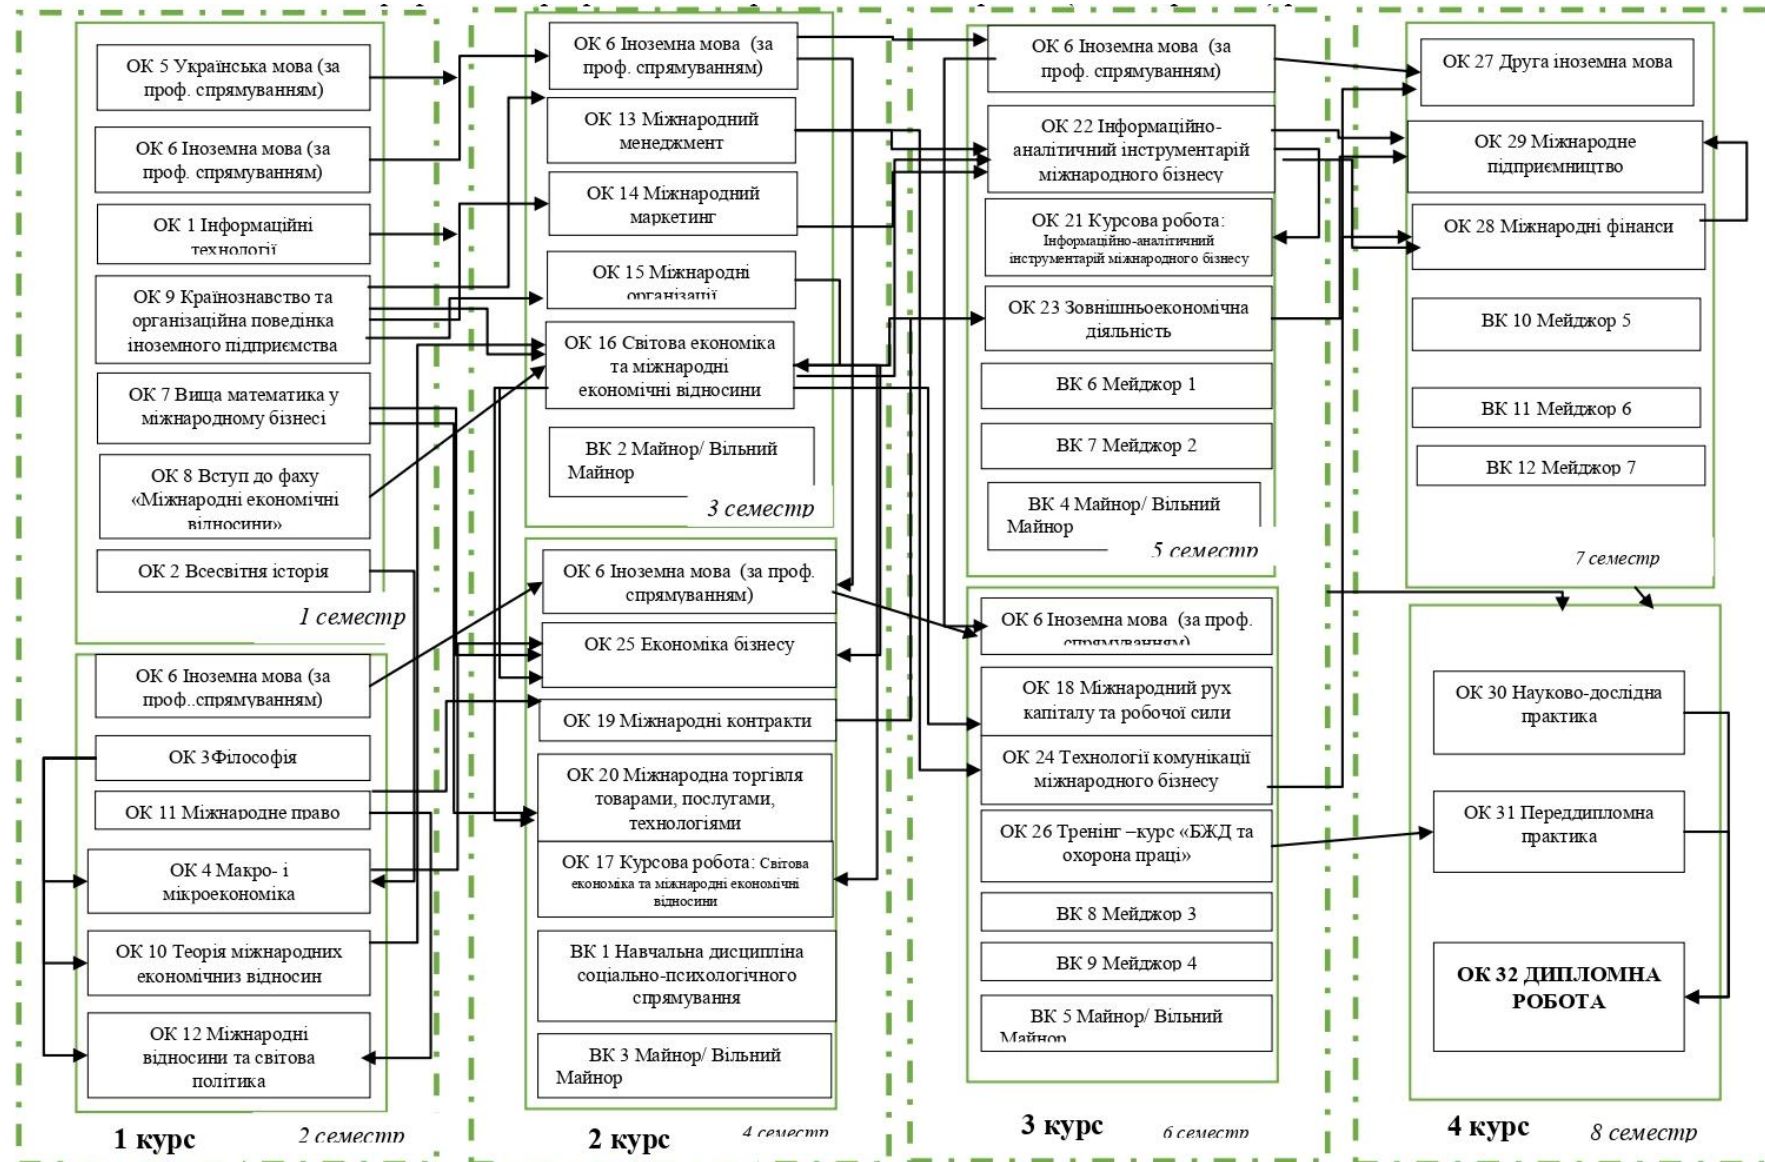 ОК 5 Українська мова (за
проф. спрямуванням)
ОК 6 Іноземна мова (за
проф. спрямуванням)
ОК 1 Інформаційні
технології
ОК 9 Країнознавство та
організаційна поведінка
іноземного підприємства
ОК 7 Вища математика у
міжнародному бізнесі
ОК 8 Вступ до фаху
«Міжнародні економічні
відносини»
ОК 2 Всесвітня історія
1 семестр
ОК 6 Іноземна мова (за
проф..спрямуванням)
ОК 3Філософія
ОК 11 Міжнародне право
ОК 4 Макро- і
мікроекономіка
ОК 10 Теорія міжнародних
економічниз відносин
ОК 12 Міжнародні
відносини та світова
політика
1 курс
2 семестр
ОК 6 Іноземна мова (за
проф. спрямуванням)
ОК 13 Міжнародний
менеджмент
ОК 14 Міжнародний
маркетинг
ОК 15 Міжнародні
організації
ОК 16 Світова економіка
та міжнародні
економічні відносини
ВК 2 Майнор/ Вільний
Майнор
3 семестр
ОК 6 Іноземна мова (за проф.
спрямуванням)
ОК 25 Економіка бізнесу
ОК 19 Міжнародні контракти
ОК 20 Міжнародна торгівля
товарами, послугами,
технологіями
ОК 17 Курсова робота: Світова
економіка та міжнародні економічні
відносини
ВК 1 Навчальна дисципліна
соціально-психологічного
спрямування
ВК 3 Майнор/ Вільний
Майнор
2 курс
4 семестр
ОК 6 Іноземна мова (за
проф. спрямуванням)
ОК 22 Інформаційно-
аналітичний інструментарій
міжнародного бізнесу
ОК 21 Курсова робота:
Інформаційно-аналітичний
інструментарій міжнародного бізнесу
ОК 23 Зовнішньоекономічна
діяльність
ВК 6 Мейджор 1
ВК 7 Мейджор 2
ВК 4 Майнор/ Вільний
Майнор
5 семестр
ОК 6 Іноземна мова (за проф.
спрямуванням)
ОК 18 Міжнародний рух
капіталу та робочої сили
ОК 24 Технології комунікації
міжнародного бізнесу
ОК 26 Тренінг –курс «БЖД та
охорона праці»
ВК 8 Мейджор 3
ВК 9 Мейджор 4
ВК 5 Майнор/ Вільний
Майнор
3 курс
6 семестр
ОК 27 Друга іноземна мова
ОК 29 Міжнародне
підприємництво
ОК 28 Міжнародні фінанси
ВК 10 Мейджор 5
ВК 11 Мейджор 6
ВК 12 Мейджор 7
7 семестр
ОК 30 Науково-дослідна
практика
ОК 31 Переддипломна
практика
ОК 32 ДИПЛОМНА
РОБОТА
4 курс
8 семестр